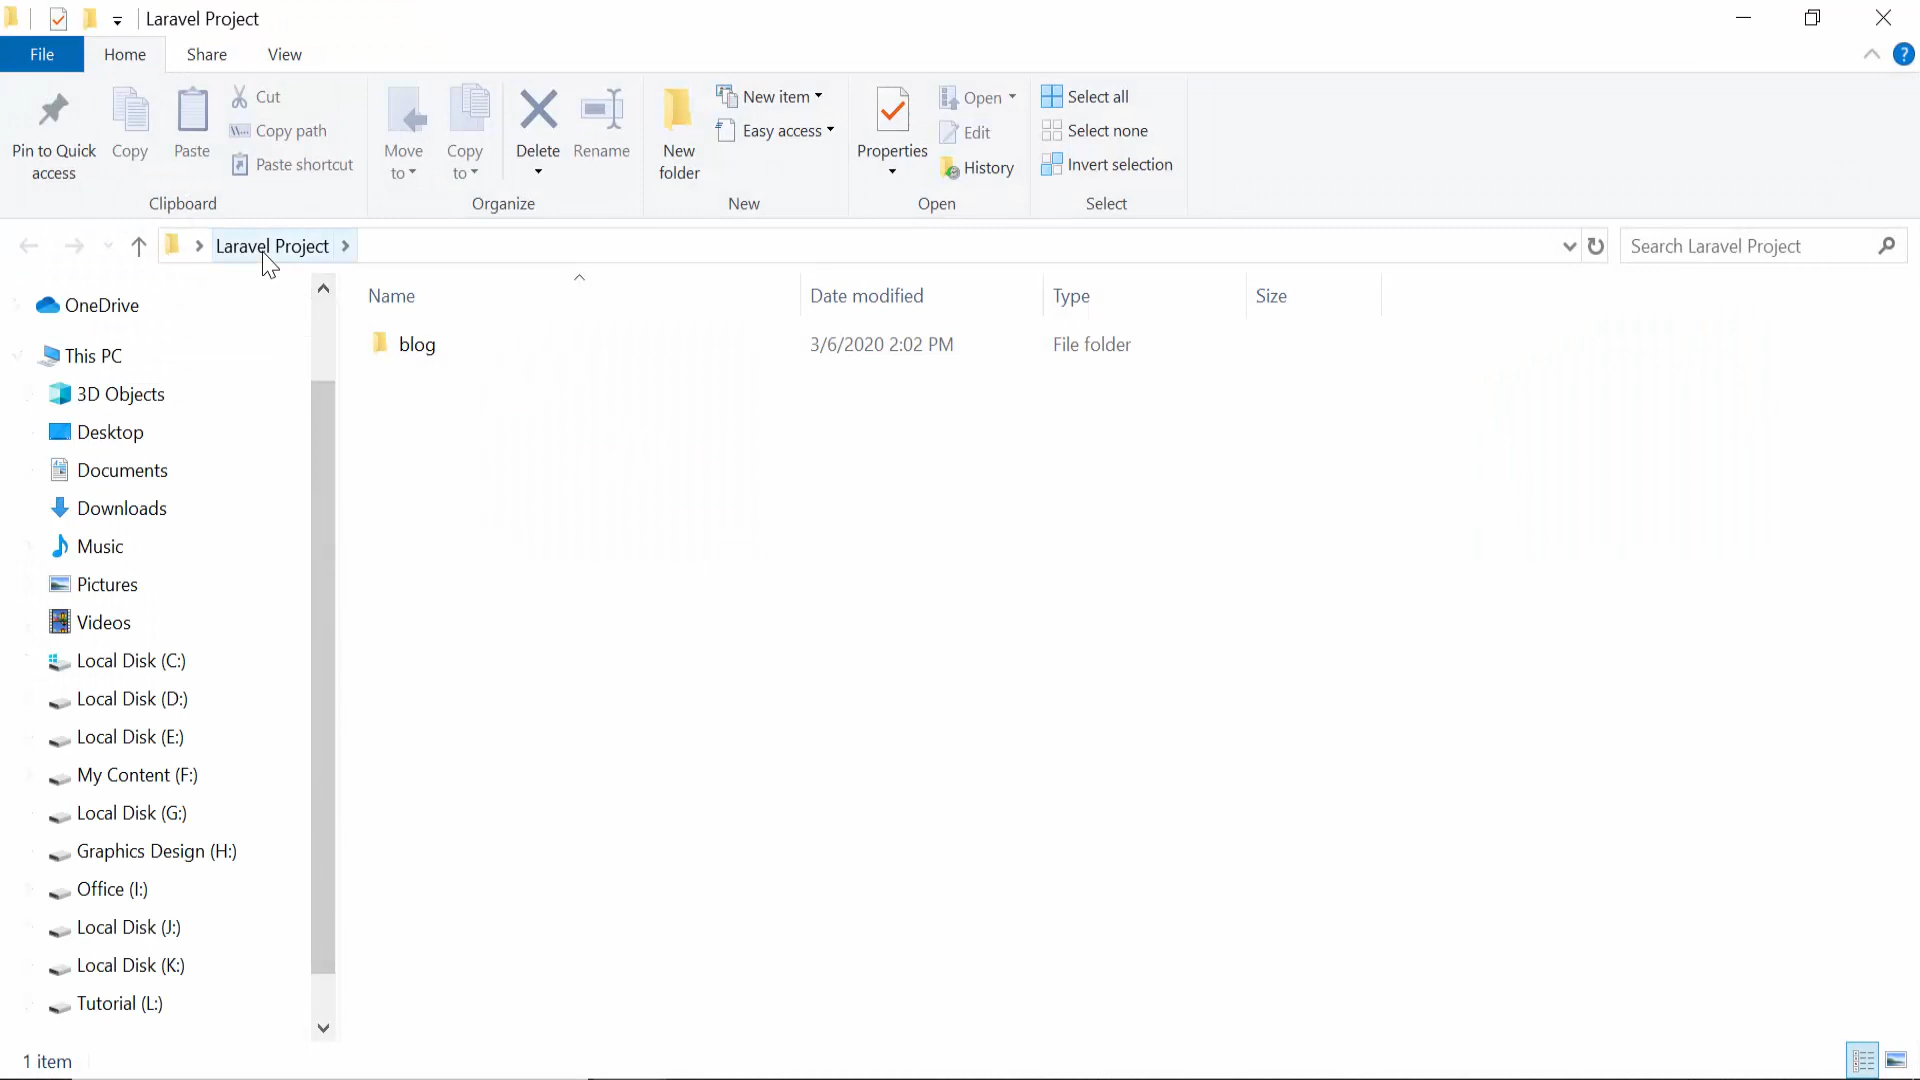 Laravel Project
File
Home
Share
View
?
Pin to Quick
access
Copy
Paste
Cut
Copy path
Paste shortcut
Clipboard
Move
to
Copy
to
Delete
Rename
Organize
New
folder
New item
Easy access
New
Properties
Open
Edit
History
Open
Select all
Select none
Invert selection
Select
Laravel Project
Search Laravel Project
Name
Date modified
Type
Size
blog
3/6/2020 2:02 PM
File folder
OneDrive
This PC
3D Objects
Desktop
Documents
Downloads
Music
Pictures
Videos
Local Disk (C:)
Local Disk (D:)
Local Disk (E:)
My Content (F:)
Local Disk (G:)
Graphics Design (H:)
Office (I:)
Local Disk (J:)
Local Disk (K:)
Tutorial (L:)
1 item